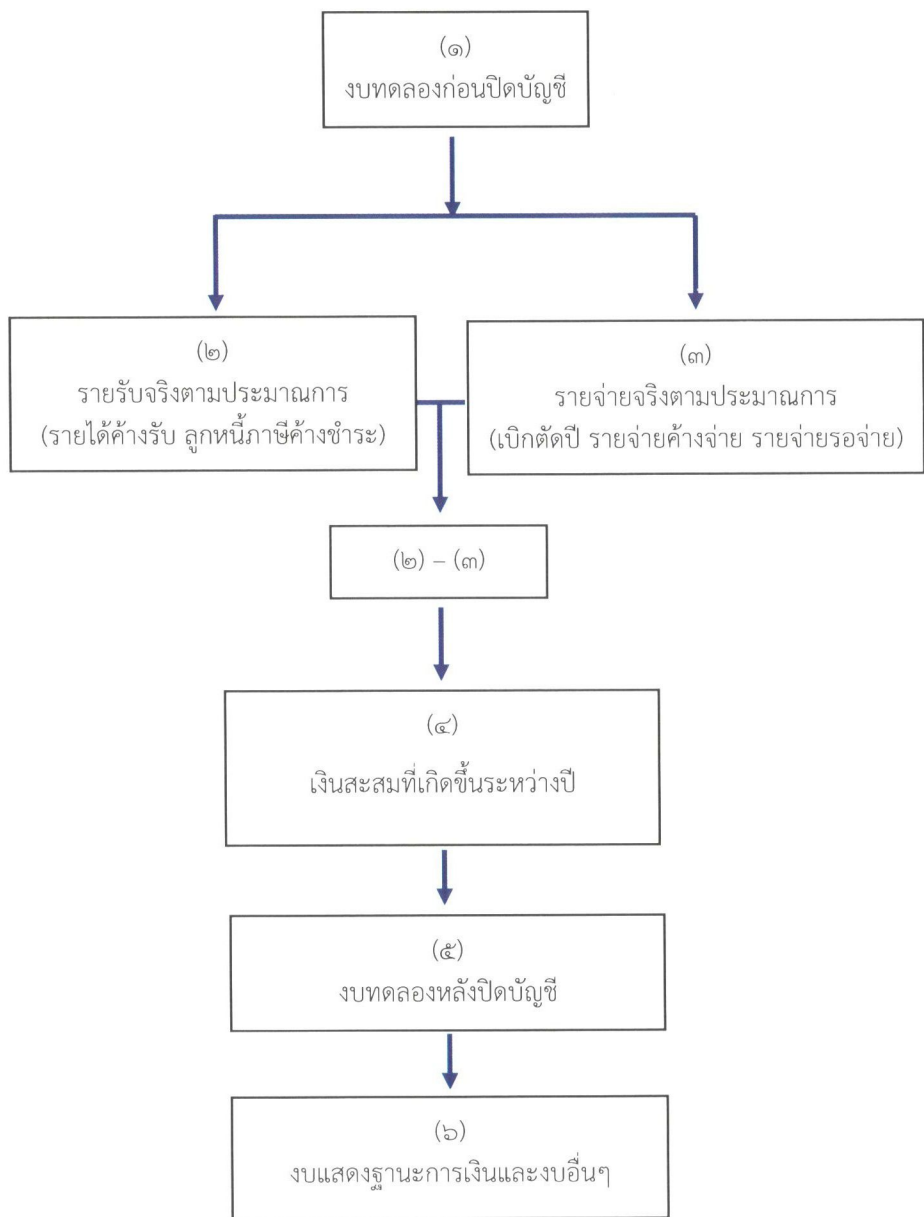 (๑)
งบทดลองก่อนปิดบัญชี
(๒)
รายรับจริงตามประมาณการ
(รายได้ค้างรับ ลูกหนี้ภาษีค้างชำระ)
(๓)
รายจ่ายจริงตามประมาณการ
(เบิกตัดปี รายจ่ายค้างจ่าย รายจ่ายรอจ่าย)
(๒) – (๓)
(๔)
เงินสะสมที่เกิดขึ้นระหว่างปี
(๕)
งบทดลองหลังปิดบัญชี
(๖)
งบแสดงฐานะการเงินและงบอื่นๆ